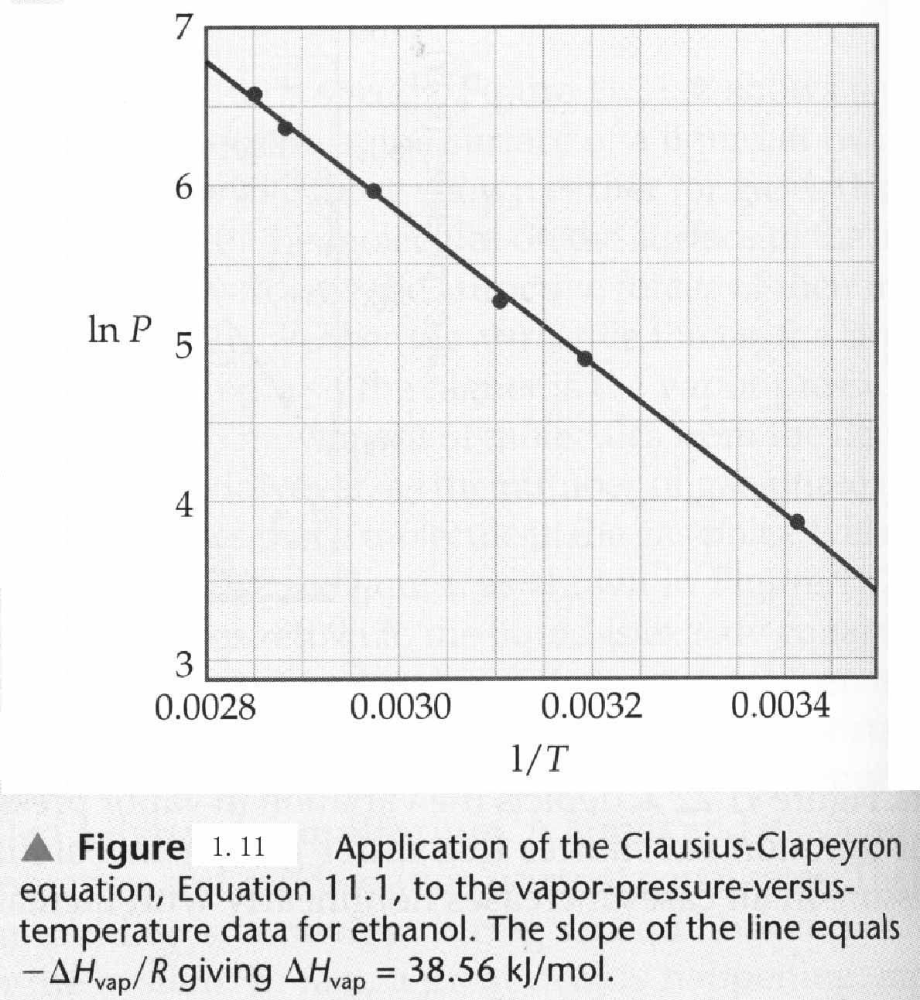 7
6
ln P 5
4
3
0.0028 0.0030 0.0032 0.0034
1/T
▲ Figure 1. 11 Application of the Clausius-Clapeyron
equation, Equation 11.1, to the vapor-pressure-versus-
temperature data for ethanol. The slope of the line equals
−ΔHvap/R giving ΔHvap = 38.56 kJ/mol.